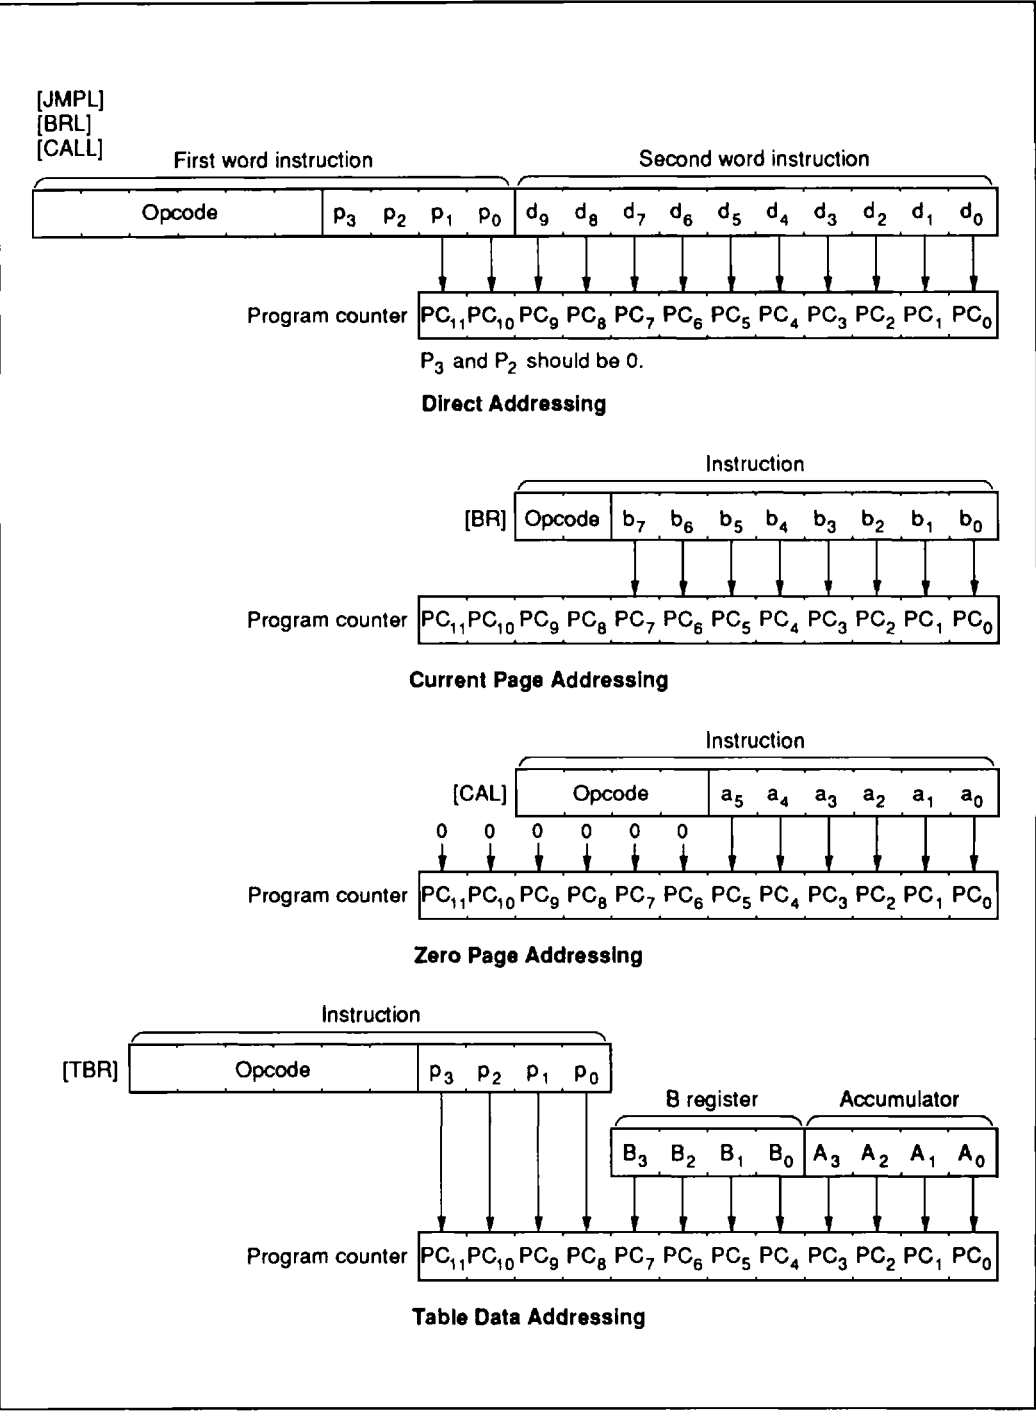 [JMPL]
[BRL]
[CALL]
First word instruction Second word instruction
Opcode p₃ p₂ p₁ p₀ d₉ d₈ d₇ d₆ d₅ d₄ d₃ d₂ d₁ d₀
Program counter PC₁₁ PC₁₀ PC₉ PC₈ PC₇ PC₆ PC₅ PC₄ PC₃ PC₂ PC₁ PC₀
P₃ and P₂ should be 0.
Direct Addressing
Instruction
[BR] Opcode b₇ b₆ b₅ b₄ b₃ b₂ b₁ b₀
Program counter PC₁₁ PC₁₀ PC₉ PC₈ PC₇ PC₆ PC₅ PC₄ PC₃ PC₂ PC₁ PC₀
Current Page Addressing
Instruction
[CAL] Opcode a₅ a₄ a₃ a₂ a₁ a₀
0 0 0 0 0 0
Program counter PC₁₁ PC₁₀ PC₉ PC₈ PC₇ PC₆ PC₅ PC₄ PC₃ PC₂ PC₁ PC₀
Zero Page Addressing
Instruction
[TBR] Opcode p₃ p₂ p₁ p₀
B register Accumulator
B₃ B₂ B₁ B₀ A₃ A₂ A₁ A₀
Program counter PC₁₁ PC₁₀ PC₉ PC₈ PC₇ PC₆ PC₅ PC₄ PC₃ PC₂ PC₁ PC₀
Table Data Addressing